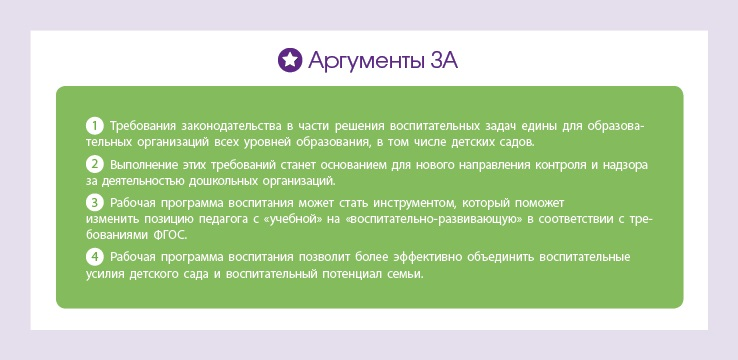 Аргументы ЗА
1 Требования законодательства в части решения воспитательных задач едины для образова-
тельных организаций всех уровней образования, в том числе детских садов.
2 Выполнение этих требований станет основанием для нового направления контроля и надзора
за деятельностью дошкольных организаций.
3 Рабочая программа воспитания может стать инструментом, который поможет
изменить позицию педагога с «учебной» на «воспитательно-развивающую» в соответствии с тре-
бованиями ФГОС.
4 Рабочая программа воспитания позволит более эффективно объединить воспитательные
усилия детского сада и воспитательный потенциал семьи.